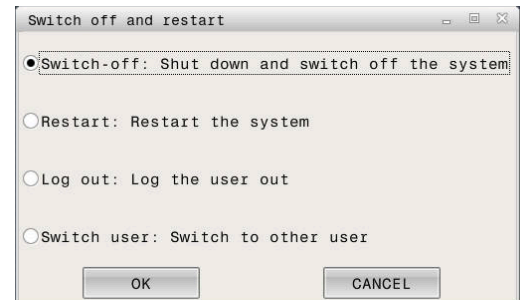 Switch off and restart
Switch-off: Shut down and switch off the system
Restart: Restart the system
Log out: Log the user out
Switch user: Switch to other user
OK CANCEL